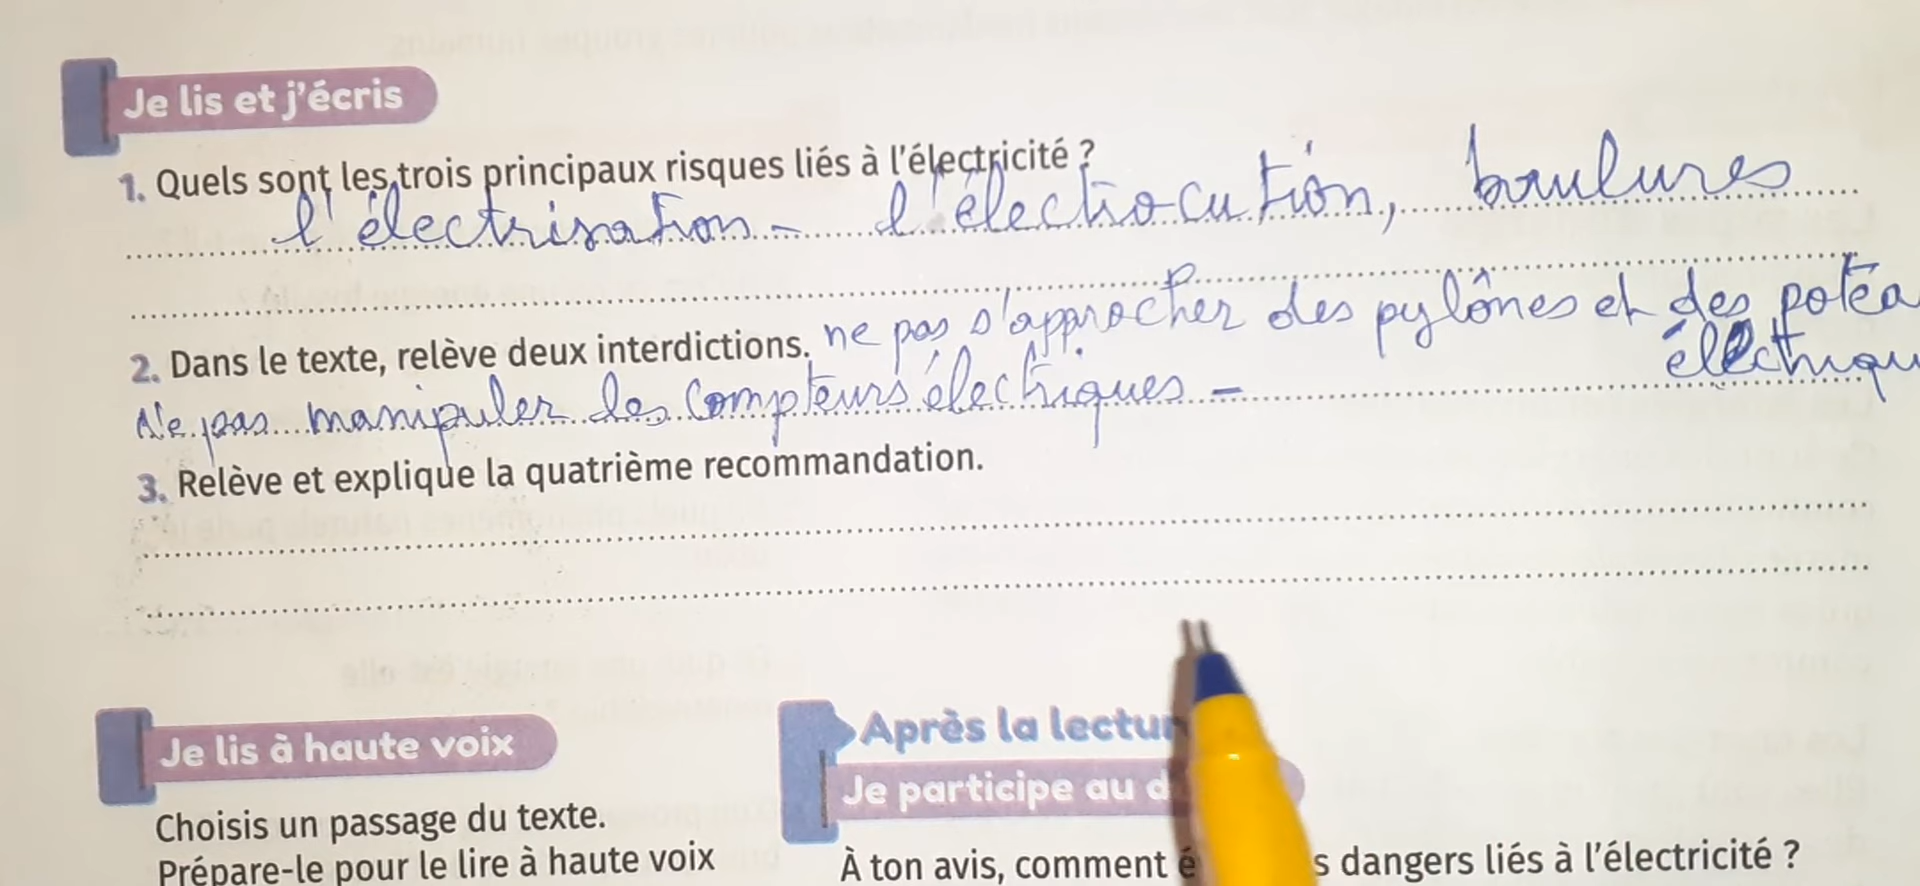 Je lis et j'écris
1. Quels sont les trois principaux risques liés à l'électricité ?
l'électrisation - l'électrocution, brulures
2. Dans le texte, relève deux interdictions. ne pas s'approcher des pylônes et des potea
électriqu
Ne pas manipuler les compteurs électriques -
3. Relève et explique la quatrième recommandation.
Je lis à haute voix
Choisis un passage du texte.
Prépare-le pour le lire à haute voix
Après la lectur
Je participe au d
À ton avis, comment é s dangers liés à l'électricité ?